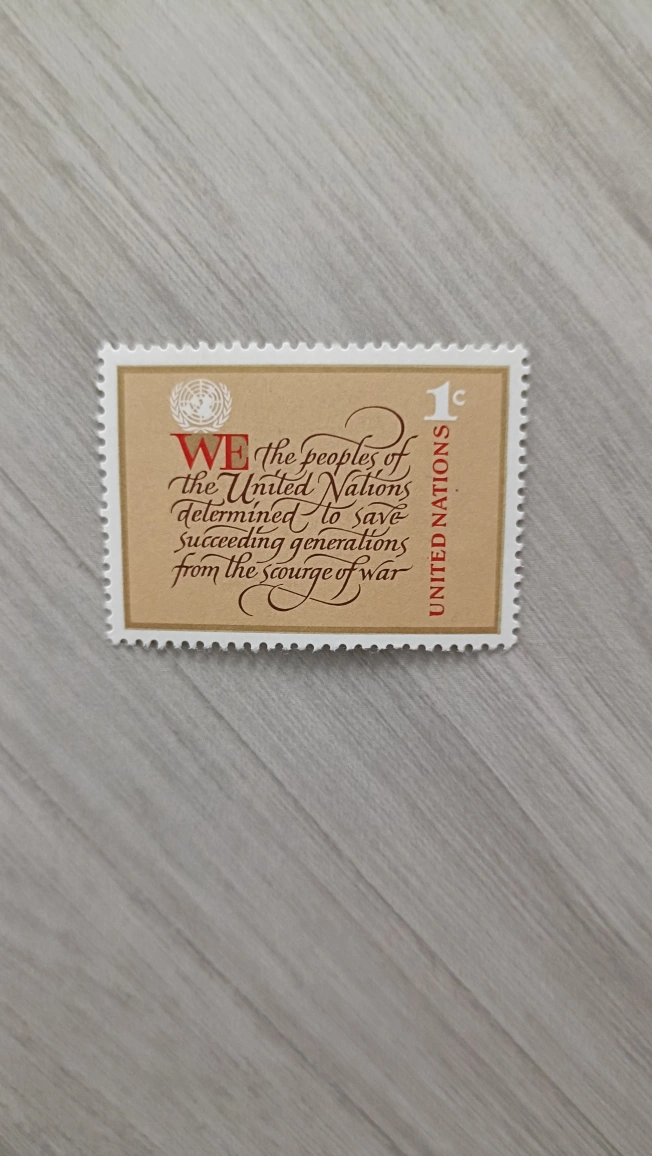 1c
WE the peoples of
the United Nations
determined to save
succeeding generations
from the scourge of war
UNITED NATIONS